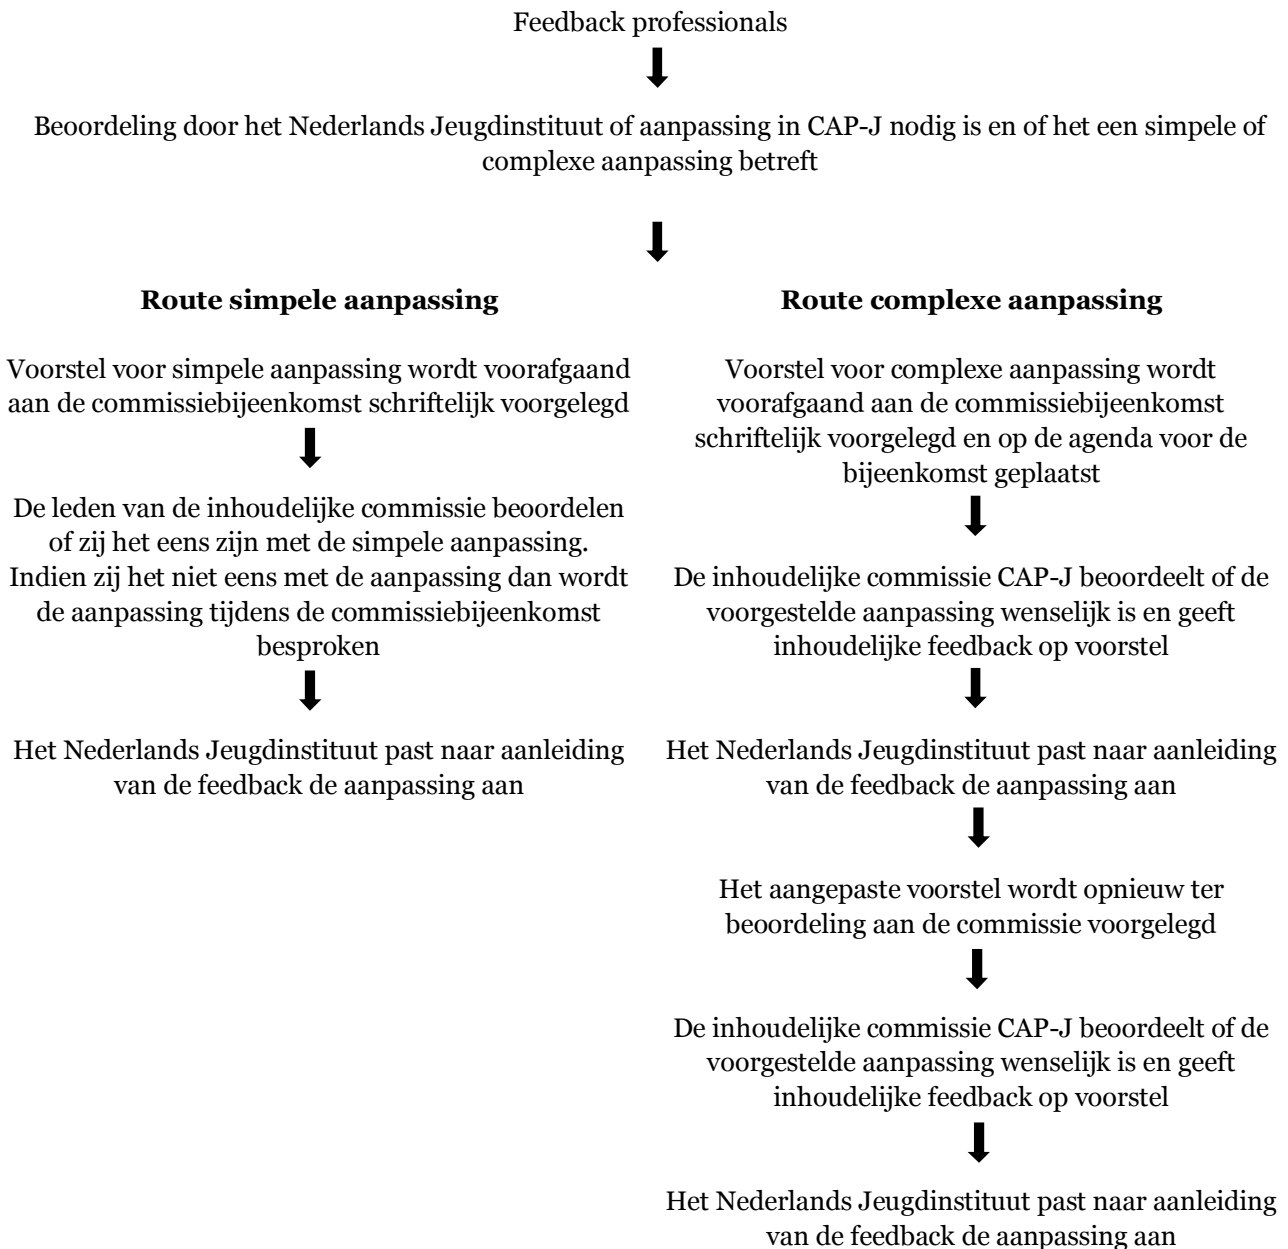 Feedback professionals
Beoordeling door het Nederlands Jeugdinstituut of aanpassing in CAP-J nodig is en of het een simpele of
complexe aanpassing betreft
Route simpele aanpassing
Voorstel voor simpele aanpassing wordt voorafgaand
aan de commissiebijeenkomst schriftelijk voorgelegd
De leden van de inhoudelijke commissie beoordelen
of zij het eens zijn met de simpele aanpassing.
Indien zij het niet eens met de aanpassing dan wordt
de aanpassing tijdens de commissiebijeenkomst
besproken
Het Nederlands Jeugdinstituut past naar aanleiding
van de feedback de aanpassing aan
Route complexe aanpassing
Voorstel voor complexe aanpassing wordt
voorafgaand aan de commissiebijeenkomst
schriftelijk voorgelegd en op de agenda voor de
bijeenkomst geplaatst
De inhoudelijke commissie CAP-J beoordeelt of de
voorgestelde aanpassing wenselijk is en geeft
inhoudelijke feedback op voorstel
Het Nederlands Jeugdinstituut past naar aanleiding
van de feedback de aanpassing aan
Het aangepaste voorstel wordt opnieuw ter
beoordeling aan de commissie voorgelegd
De inhoudelijke commissie CAP-J beoordeelt of de
voorgestelde aanpassing wenselijk is en geeft
inhoudelijke feedback op voorstel
Het Nederlands Jeugdinstituut past naar aanleiding
van de feedback de aanpassing aan